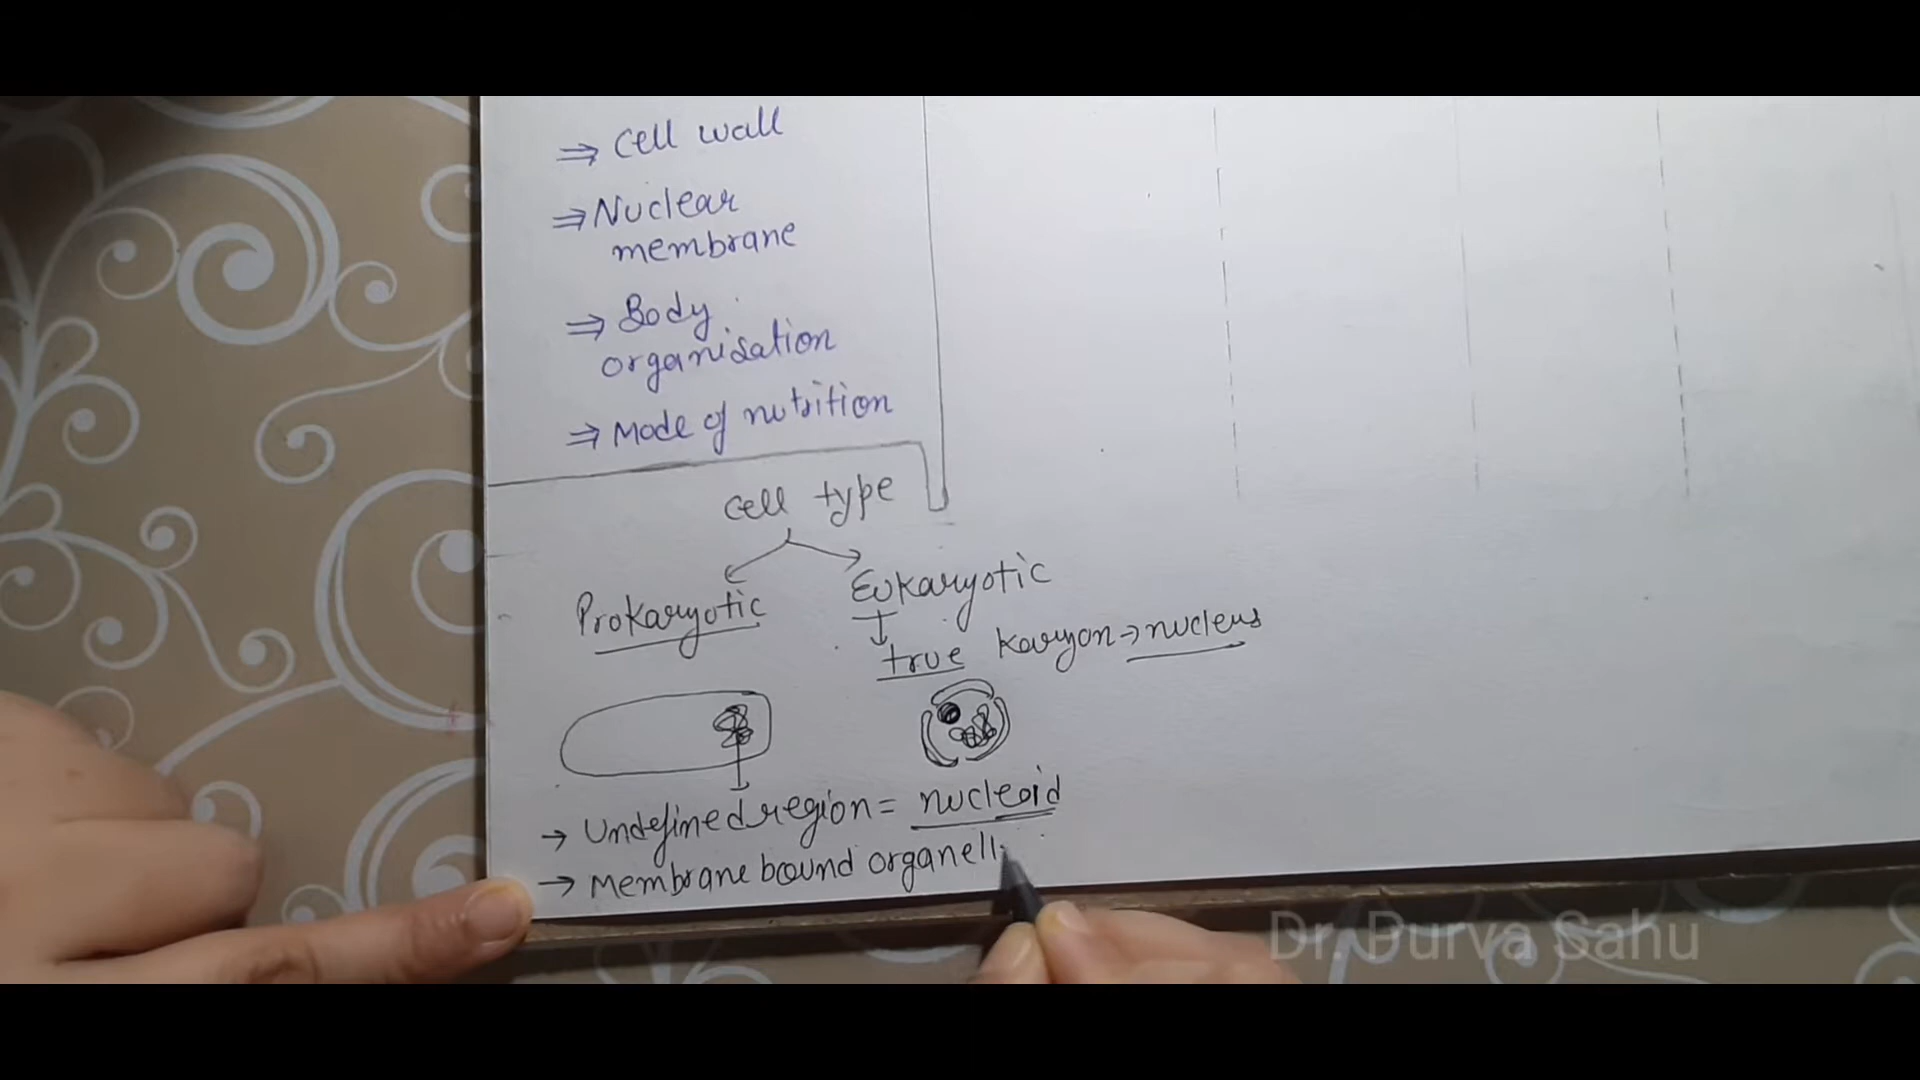 ⇒ Cell wall
⇒ Nuclear
membrane
⇒ Body
organisation
⇒ Mode of nutrition
Cell type
Prokaryotic Eukaryotic
true Karyon → nucleus
→ Undefined region = nucleoid
→ Membrane bound organell
Dr. Purva Sahu